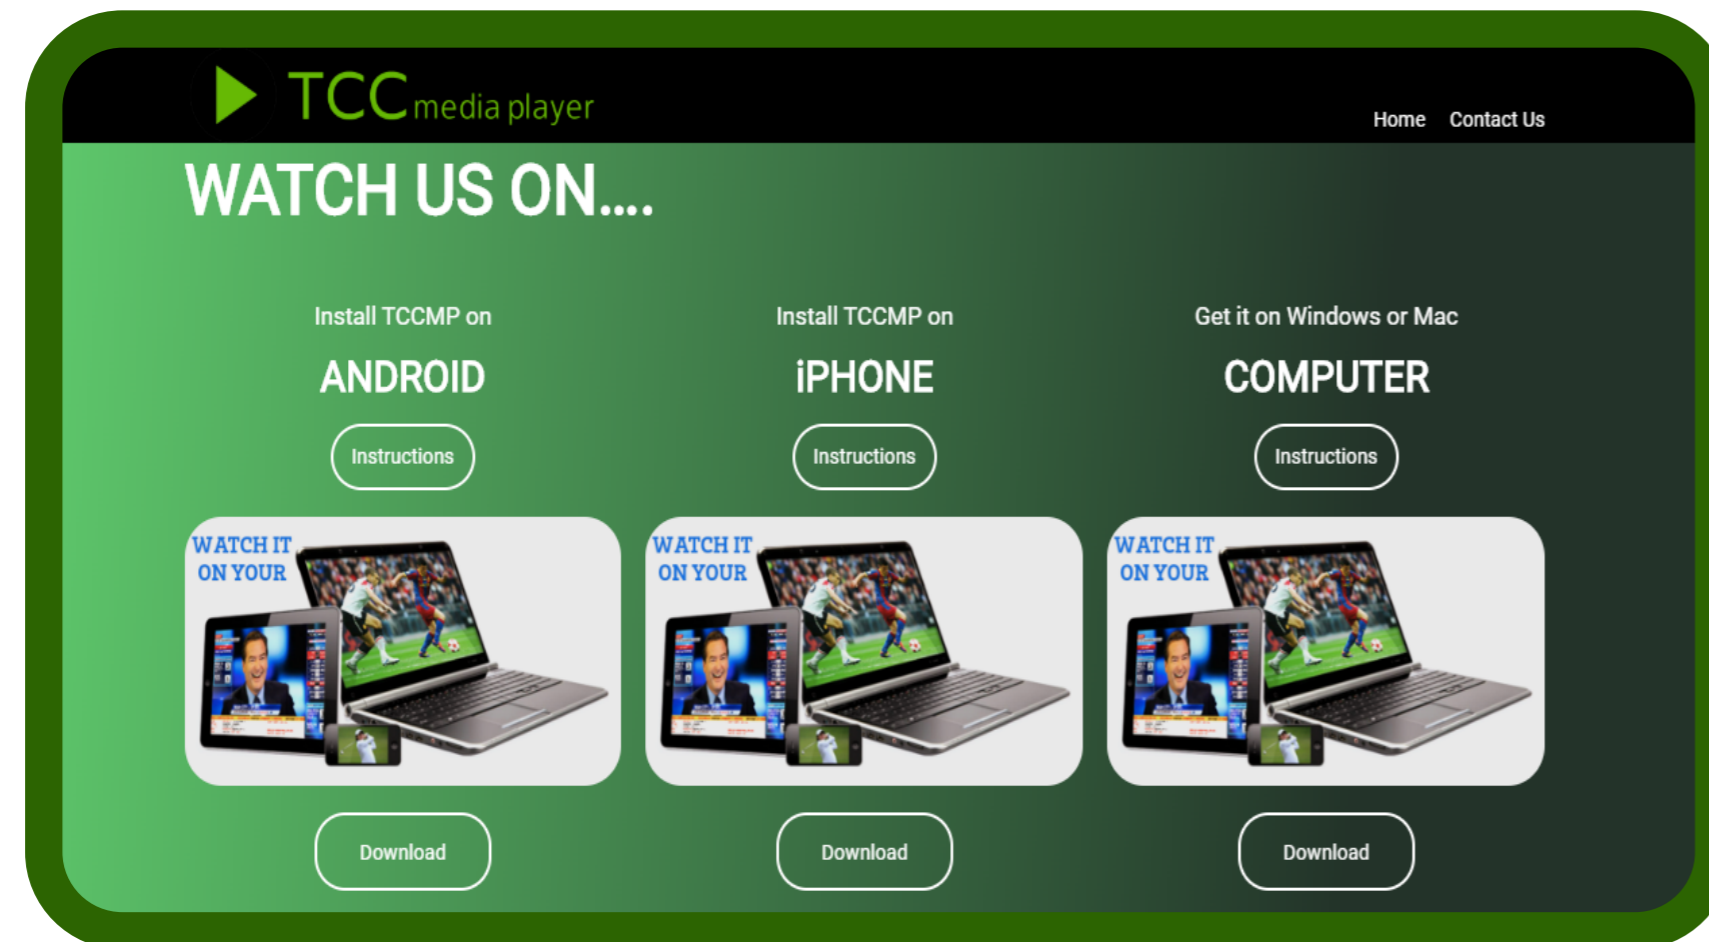 TCC media player
Home Contact Us
WATCH US ON....
Install TCCMP on
ANDROID
Instructions
WATCH IT
ON YOUR
Download
Install TCCMP on
iPHONE
Instructions
WATCH IT
ON YOUR
Download
Get it on Windows or Mac
COMPUTER
Instructions
WATCH IT
ON YOUR
Download